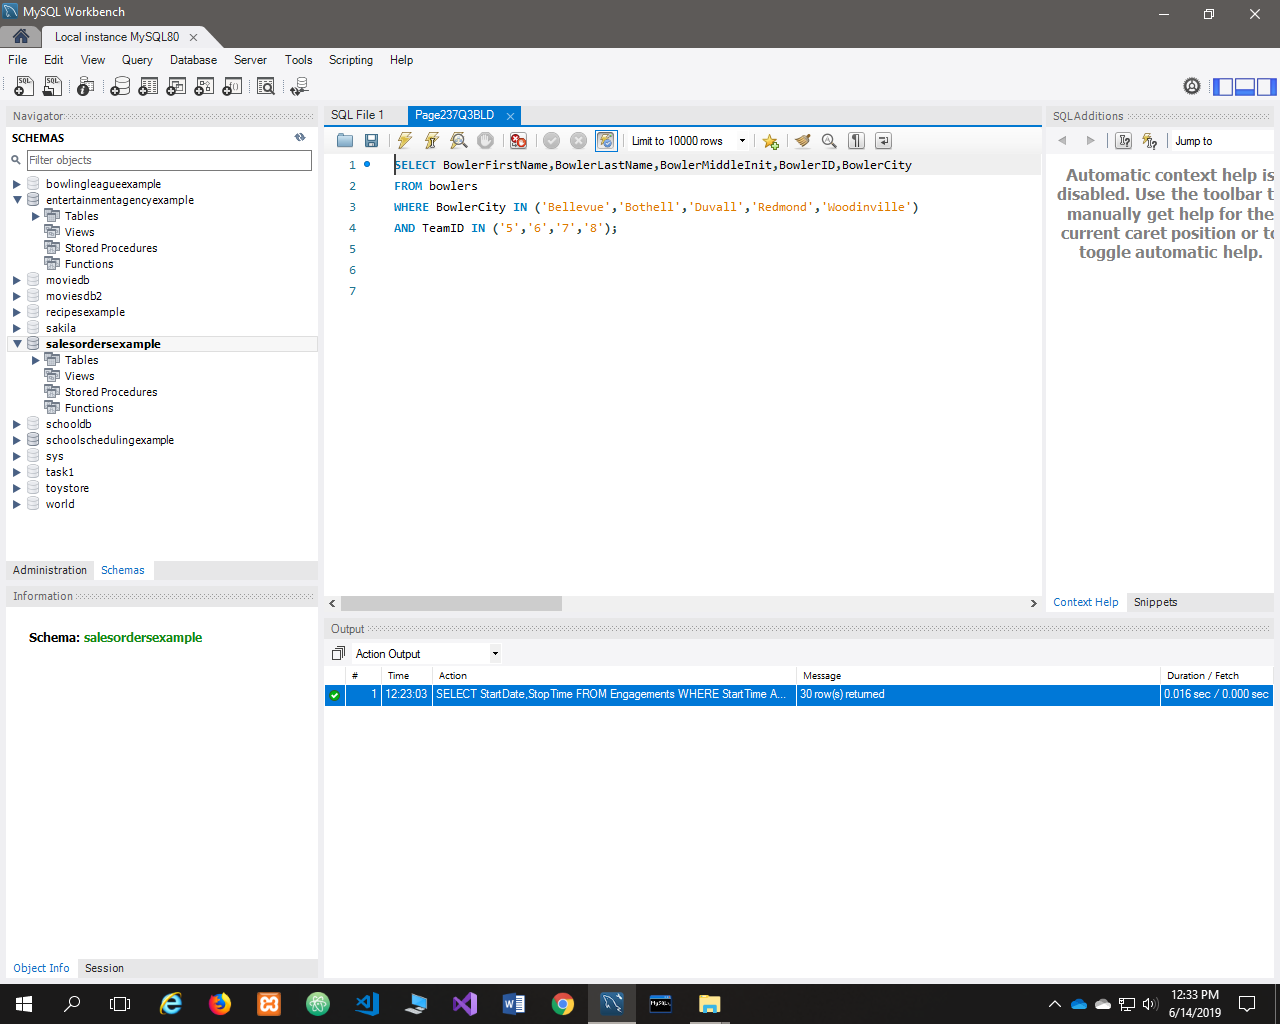 MySQL Workbench
Local instance MySQL80
File Edit View Query Database Server Tools Scripting Help
Navigator
SCHEMAS
Filter objects
bowlingleagueexample
entertainmentagencyexample
Tables
Views
Stored Procedures
Functions
moviedb
moviesdb2
recipesexample
sakila
salesordersexample
Tables
Views
Stored Procedures
Functions
schooldb
schoolschedulingexample
sys
task1
toystore
world
Administration Schemas
Information
Schema: salesordersexample
Object Info Session
SQL File 1 Page237Q3BLD
Limit to 10000 rows
1 SELECT BowlerFirstName,BowlerLastName,BowlerMiddleInit,BowlerID,BowlerCity
2 FROM bowlers
3 WHERE BowlerCity IN ('Bellevue','Bothell','Duvall','Redmond','Woodinville')
4 AND TeamID IN ('5','6','7','8');
5
6
7
SQLAdditions
Jump to
Automatic context help is
disabled. Use the toolbar t
manually get help for the
current caret position or to
toggle automatic help.
Context Help Snippets
Output
Action Output
# Time Action Message Duration / Fetch
1 12:23:03 SELECT StartDate,StopTime FROM Engagements WHERE StartTime A... 30 row(s) returned 0.016 sec / 0.000 sec
12:33 PM
6/14/2019